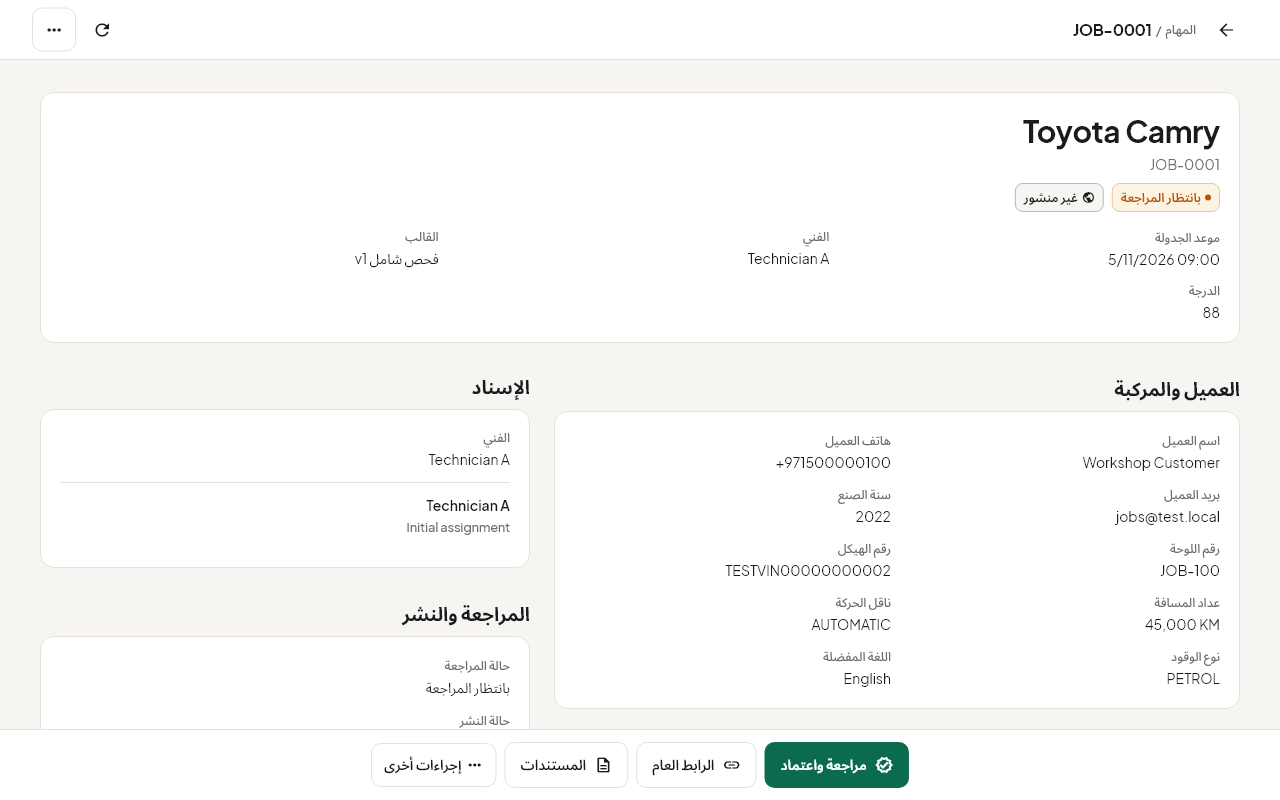 المهام / JOB-0001
Toyota Camry
JOB-0001
بانتظار المراجعة
غير منشور
موعد الجدولة
5/11/2026 09:00
الفني
Technician A
القالب
فحص شامل v1
الدرجة
88
العميل والمركبة
اسم العميل
Workshop Customer
هاتف العميل
+971500000100
بريد العميل
jobs@test.local
سنة الصنع
2022
رقم اللوحة
JOB-100
رقم الهيكل
TESTVIN00000000002
عداد المسافة
45,000 KM
ناقل الحركة
AUTOMATIC
نوع الوقود
PETROL
اللغة المفضلة
English
الإسناد
الفني
Technician A
Technician A
Initial assignment
المراجعة والنشر
حالة المراجعة
بانتظار المراجعة
حالة النشر
مراجعة واعتماد
الرابط العام
المستندات
إجراءات أخرى